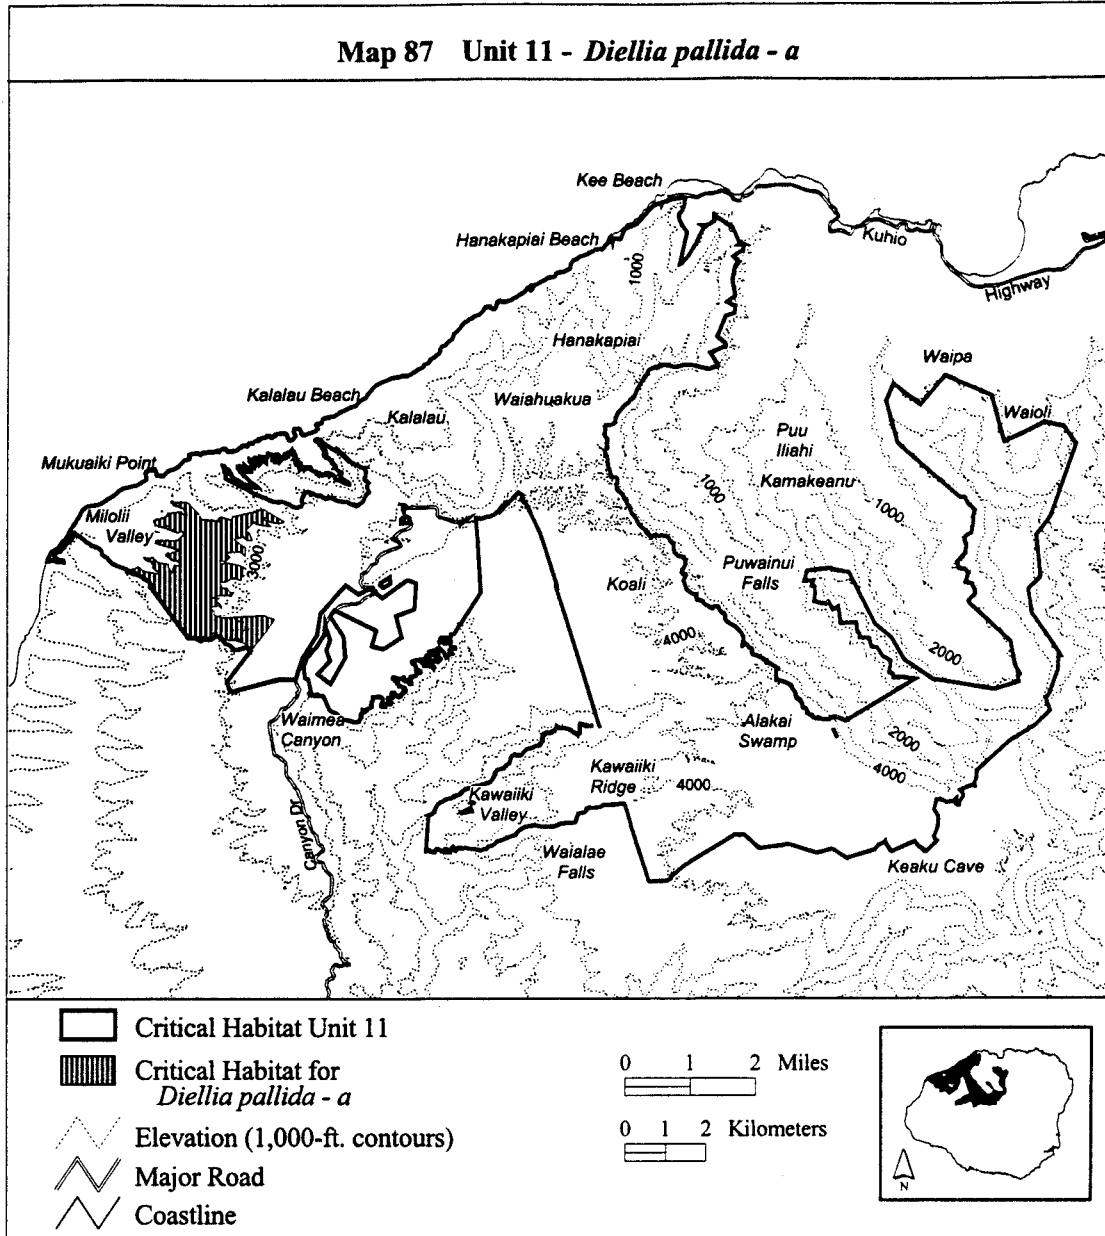 Map 87 Unit 11 - Diellia pallida - a
Kee Beach
Hanakapiai Beach
Kuhio
Highway
1000
Hanakapiai
Waipa
Kalalau Beach
Waiahuakua
Kalalau
Waioli
Puu
Iliahi
Mukuaiki Point
Kamakeanu
1000
1000
Milolii
Valley
3000
Puwainui
Falls
Koali
4000
2000
Waimea
Canyon
Alakai
Swamp
2000
4000
Kawaiiki
Ridge
4000
Kawaiiki
Valley
Canyon Dr
Waialae
Falls
Keaku Cave
Critical Habitat Unit 11
Critical Habitat for
Diellia pallida - a
Elevation (1,000-ft. contours)
Major Road
Coastline
0 1 2 Miles
0 1 2 Kilometers
N